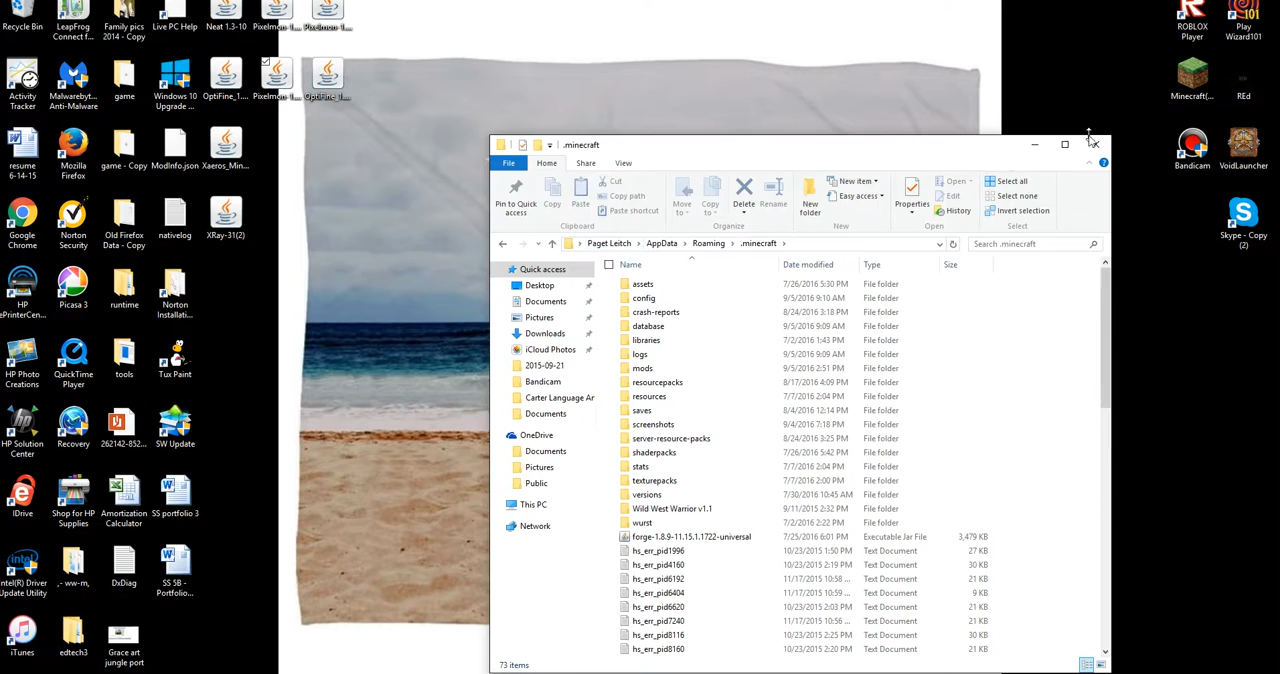 Recycle Bin
LeapFrog Connect f...
Family pics 2014 - Copy
Live PC Help
Neat 1.3-10
Pixelmon-1....
Pixelmon-1....
ROBLOX Player
Play Wizard101
Activity Tracker
Malwarebyt... Anti-Malware
game
Windows 10 Upgrade ...
OptiFine_1....
Pixelmon-1....
OptiFine_1....
Minecraft(...
REd
resume 6-14-15
Mozilla Firefox
game - Copy
ModInfo.json
Xaeros_Min...
Bandicam
VoidLauncher
Google Chrome
Norton Security
Old Firefox Data - Copy
nativelog
XRay-31(2)
Skype - Copy (2)
HP ePrinterCen...
Picasa 3
runtime
Norton Installati...
HP Photo Creations
QuickTime Player
tools
Tux Paint
HP Solution Center
Recovery
262142-852...
SW Update
IDrive
Shop for HP Supplies
Amortization Calculator
SS portfolio 3
Intel(R) Driver Update Utility
,- ww-m,
DxDiag
SS 5B - Portfolio...
iTunes
edtech3
Grace art jungle port
.minecraft
File Home Share View
Pin to Quick access
Copy
Paste
Cut
Copy path
Paste shortcut
Clipboard
Move to
Copy to
Delete
Rename
Organize
New folder
New item
Easy access
New
Properties
Open
Edit
History
Open
Select all
Select none
Invert selection
Select
Paget Leitch > AppData > Roaming > .minecraft >
Search .minecraft
Quick access
Desktop
Documents
Pictures
Downloads
iCloud Photos
2015-09-21
Bandicam
Carter Language Ar
Documents
OneDrive
Documents
Pictures
Public
This PC
Network
Name Date modified Type Size
assets 7/26/2016 5:30 PM File folder
config 9/5/2016 9:10 AM File folder
crash-reports 8/24/2016 3:18 PM File folder
database 9/5/2016 9:09 AM File folder
libraries 7/2/2016 1:43 PM File folder
logs 9/5/2016 9:09 AM File folder
mods 9/5/2016 2:51 PM File folder
resourcepacks 8/17/2016 4:09 PM File folder
resources 7/7/2016 2:04 PM File folder
saves 8/4/2016 12:14 PM File folder
screenshots 9/4/2016 7:18 PM File folder
server-resource-packs 8/24/2016 3:25 PM File folder
shaderpacks 7/26/2016 5:42 PM File folder
stats 7/7/2016 2:04 PM File folder
texturepacks 7/7/2016 2:00 PM File folder
versions 7/30/2016 10:45 AM File folder
Wild West Warrior v1.1 9/11/2015 2:32 PM File folder
wurst 7/2/2016 2:22 PM File folder
forge-1.8.9-11.15.1.1722-universal 7/25/2016 6:01 PM Executable Jar File 3,479 KB
hs_err_pid1996 10/23/2015 1:50 PM Text Document 27 KB
hs_err_pid4160 10/23/2015 2:19 PM Text Document 30 KB
hs_err_pid6192 11/17/2015 10:58 ... Text Document 21 KB
hs_err_pid6404 11/17/2015 10:59 ... Text Document 9 KB
hs_err_pid6620 10/23/2015 2:03 PM Text Document 21 KB
hs_err_pid7240 11/17/2015 10:56 ... Text Document 21 KB
hs_err_pid8116 10/23/2015 2:25 PM Text Document 30 KB
hs_err_pid8160 10/23/2015 2:20 PM Text Document 21 KB
73 items